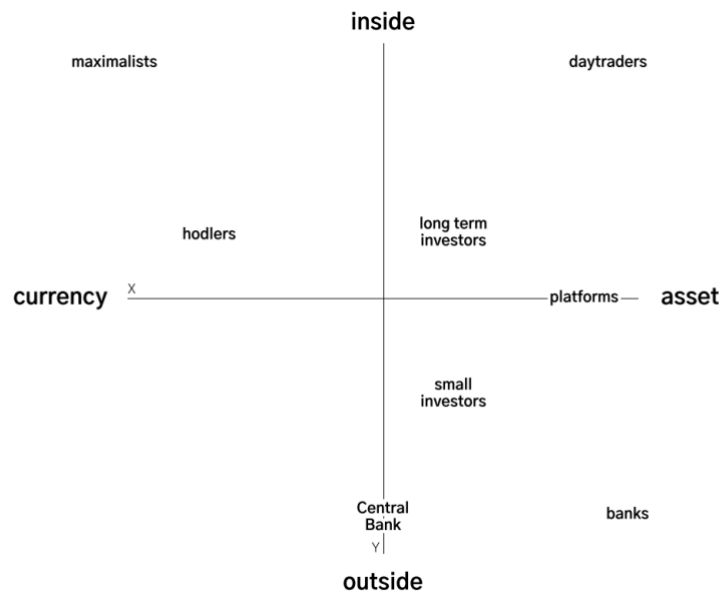 inside
maximalists
daytraders
hodlers
long term
investors
currency
X
platforms
asset
small
investors
Central
Bank
banks
Y
outside